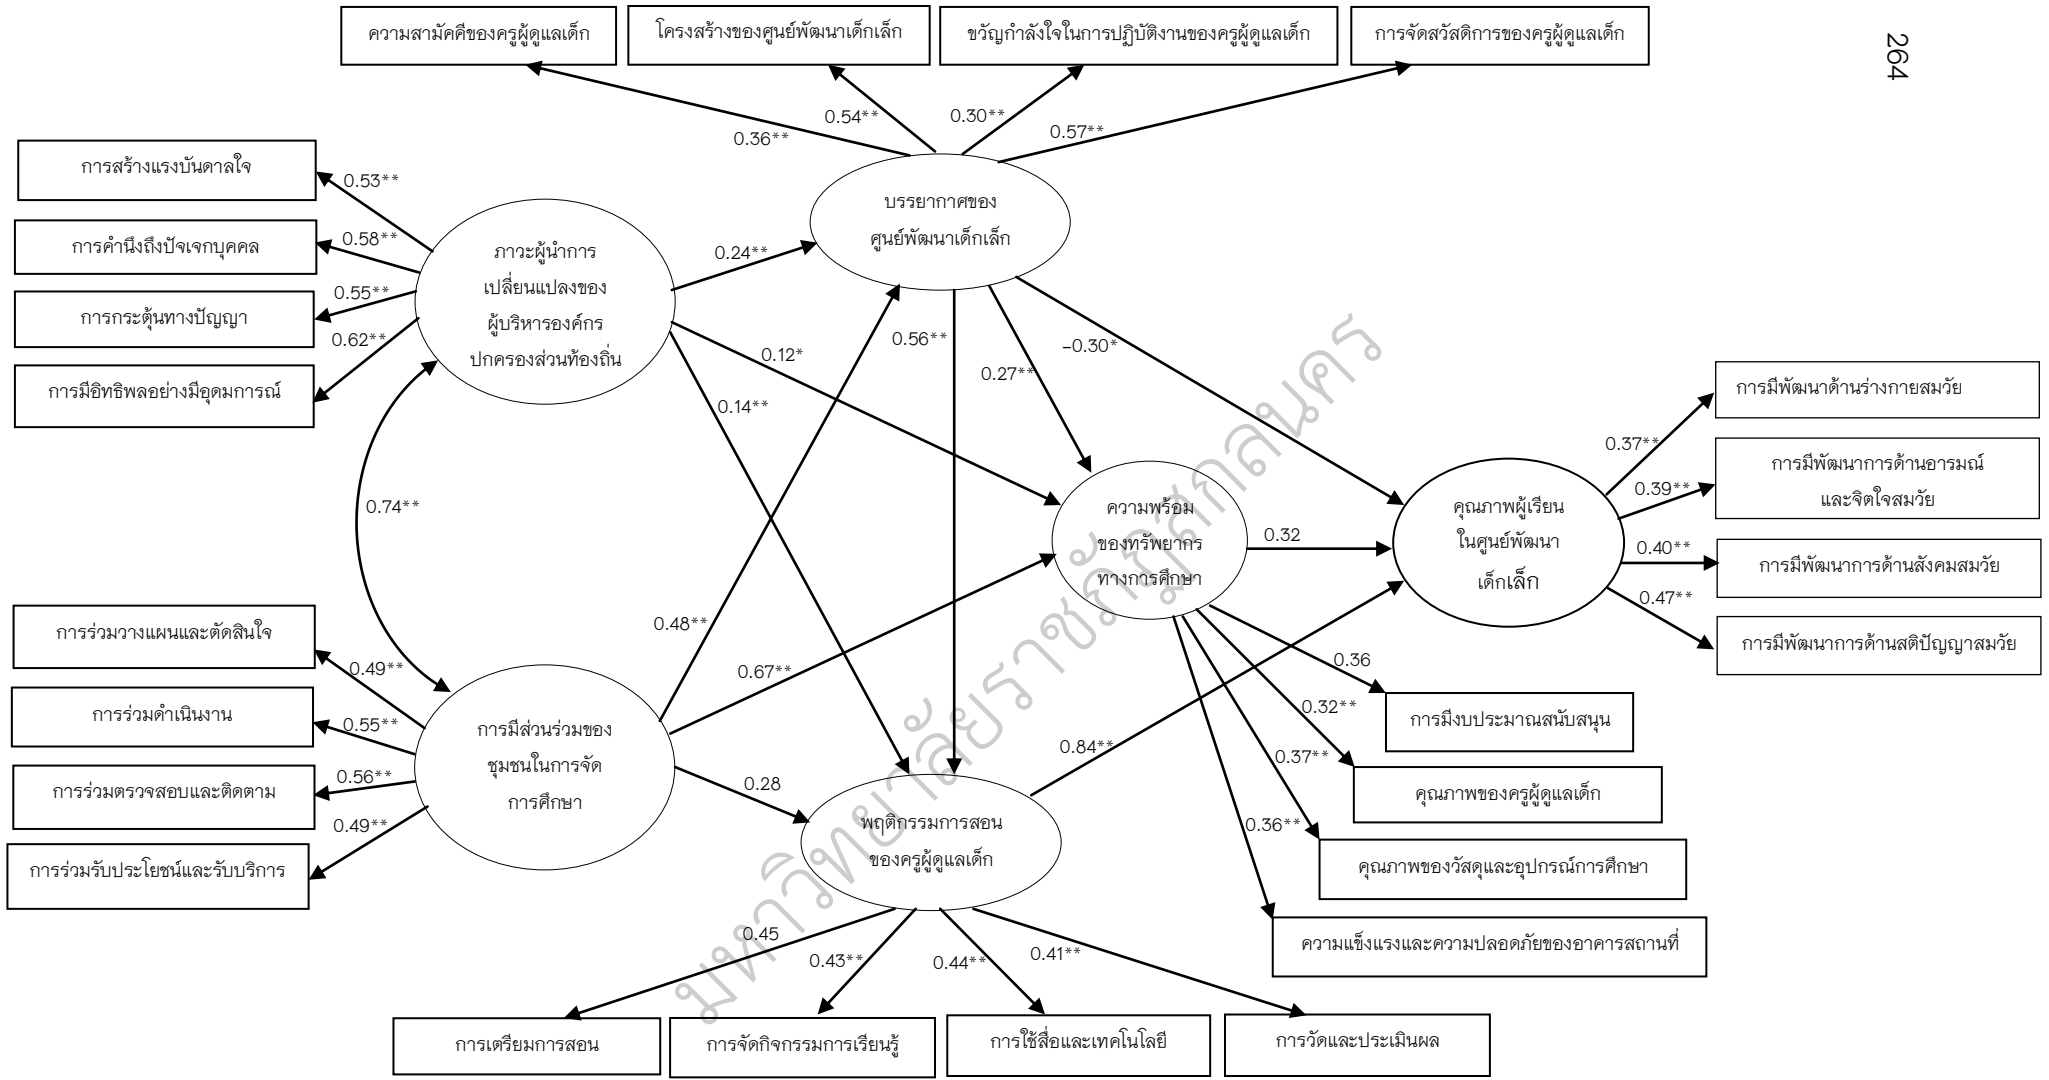 264
ความสามัคคีของครูผู้ดูแลเด็ก
โครงสร้างของศูนย์พัฒนาเด็กเล็ก
ขวัญกำลังใจในการปฏิบัติงานของครูผู้ดูแลเด็ก
การจัดสวัสดิการของครูผู้ดูแลเด็ก
0.36**
0.54**
0.30**
0.57**
การสร้างแรงบันดาลใจ
0.53**
การคำนึงถึงปัจเจกบุคคล
0.58**
การกระตุ้นทางปัญญา
0.55**
การมีอิทธิพลอย่างมีอุดมการณ์
0.62**
ภาวะผู้นำการ
เปลี่ยนแปลงของ
ผู้บริหารองค์กร
ปกครองส่วนท้องถิ่น
บรรยากาศของ
ศูนย์พัฒนาเด็กเล็ก
0.24**
0.12*
0.14**
0.56**
0.27**
-0.30*
0.74**
0.48**
0.67**
0.28
0.84**
0.32
ความพร้อม
ของทรัพยากร
ทางการศึกษา
คุณภาพผู้เรียน
ในศูนย์พัฒนา
เด็กเล็ก
การมีพัฒนาด้านร่างกายสมวัย
0.37**
การมีพัฒนาการด้านอารมณ์
และจิตใจสมวัย
0.39**
การมีพัฒนาการด้านสังคมสมวัย
0.40**
การมีพัฒนาการด้านสติปัญญาสมวัย
0.47**
การร่วมวางแผนและตัดสินใจ
0.49**
การร่วมดำเนินงาน
0.55**
การร่วมตรวจสอบและติดตาม
0.56**
การร่วมรับประโยชน์และรับบริการ
0.49**
การมีส่วนร่วมของ
ชุมชนในการจัด
การศึกษา
พฤติกรรมการสอน
ของครูผู้ดูแลเด็ก
0.36
การมีงบประมาณสนับสนุน
0.32**
คุณภาพของครูผู้ดูแลเด็ก
0.37**
คุณภาพของวัสดุและอุปกรณ์การศึกษา
0.36**
ความแข็งแรงและความปลอดภัยของอาคารสถานที่
0.45
0.43**
0.44**
0.41**
การเตรียมการสอน
การจัดกิจกรรมการเรียนรู้
การใช้สื่อและเทคโนโลยี
การวัดและประเมินผล
มหาวิทยาลัยราชภัฏสกลนคร